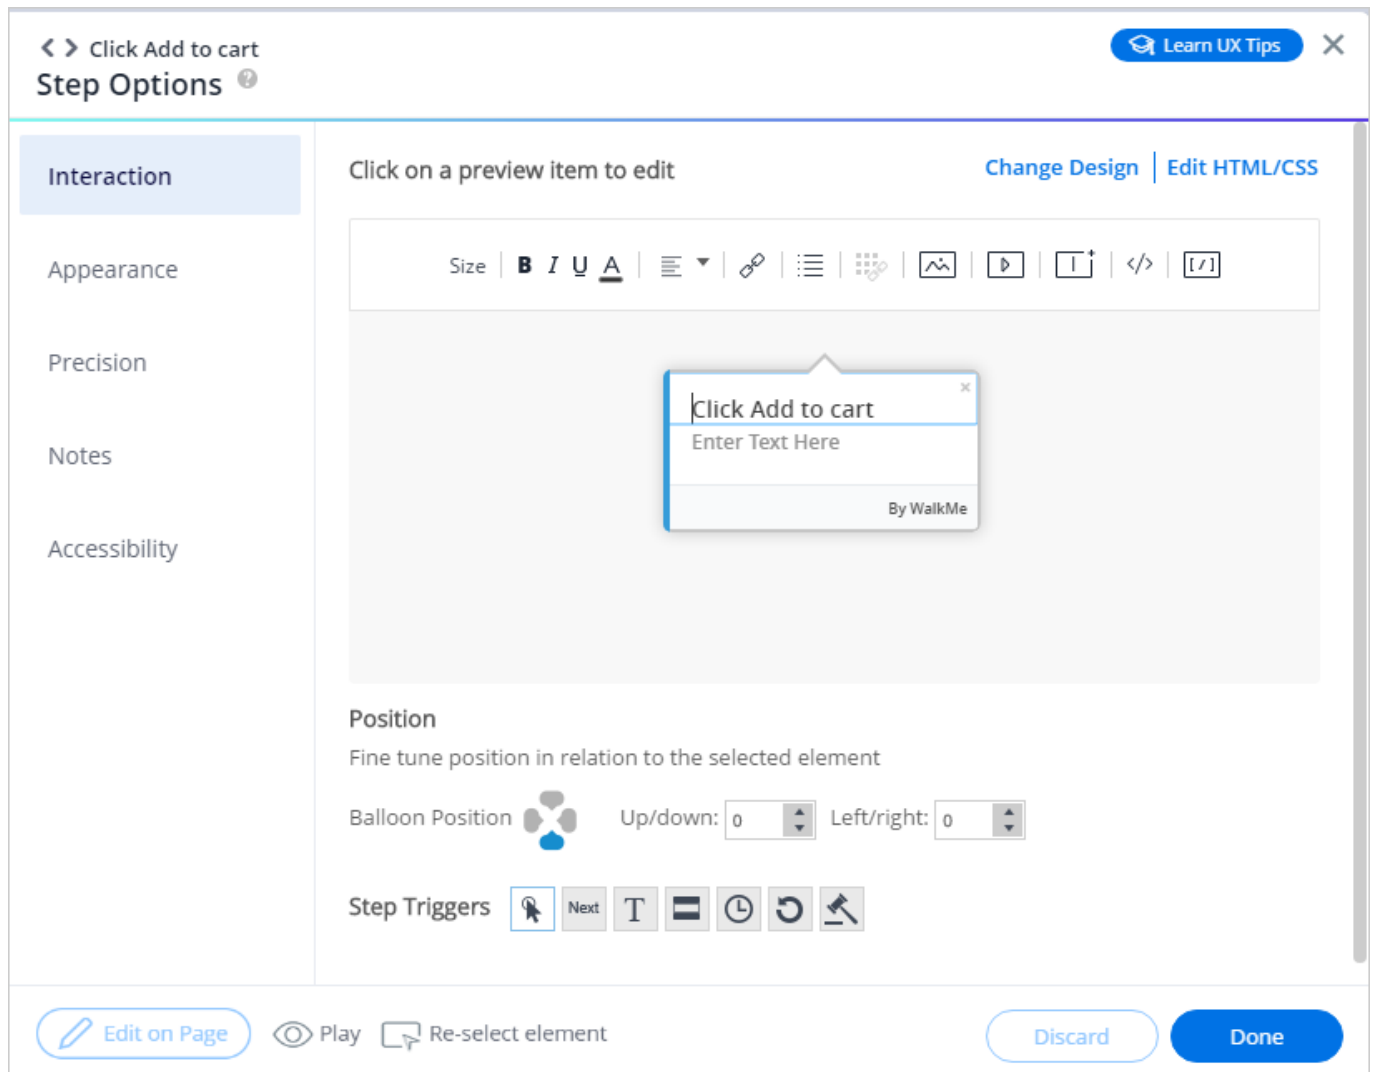 Click Add to cart
Learn UX Tips
Step Options ?
Interaction
Appearance
Precision
Notes
Accessibility
Click on a preview item to edit
Change Design | Edit HTML/CSS
Size B I U A </> [/]
Click Add to cart
Enter Text Here
By WalkMe
Position
Fine tune position in relation to the selected element
Balloon Position Up/down: 0 Left/right: 0
Step Triggers Next T
Edit on Page Play Re-select element Discard Done